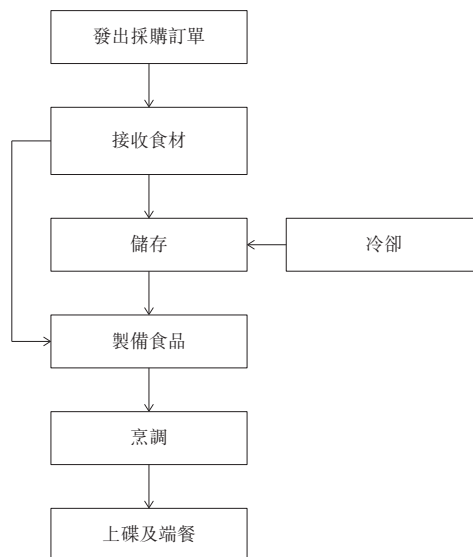 發出採購訂單
接收食材
儲存
冷卻
製備食品
烹調
上碟及端餐